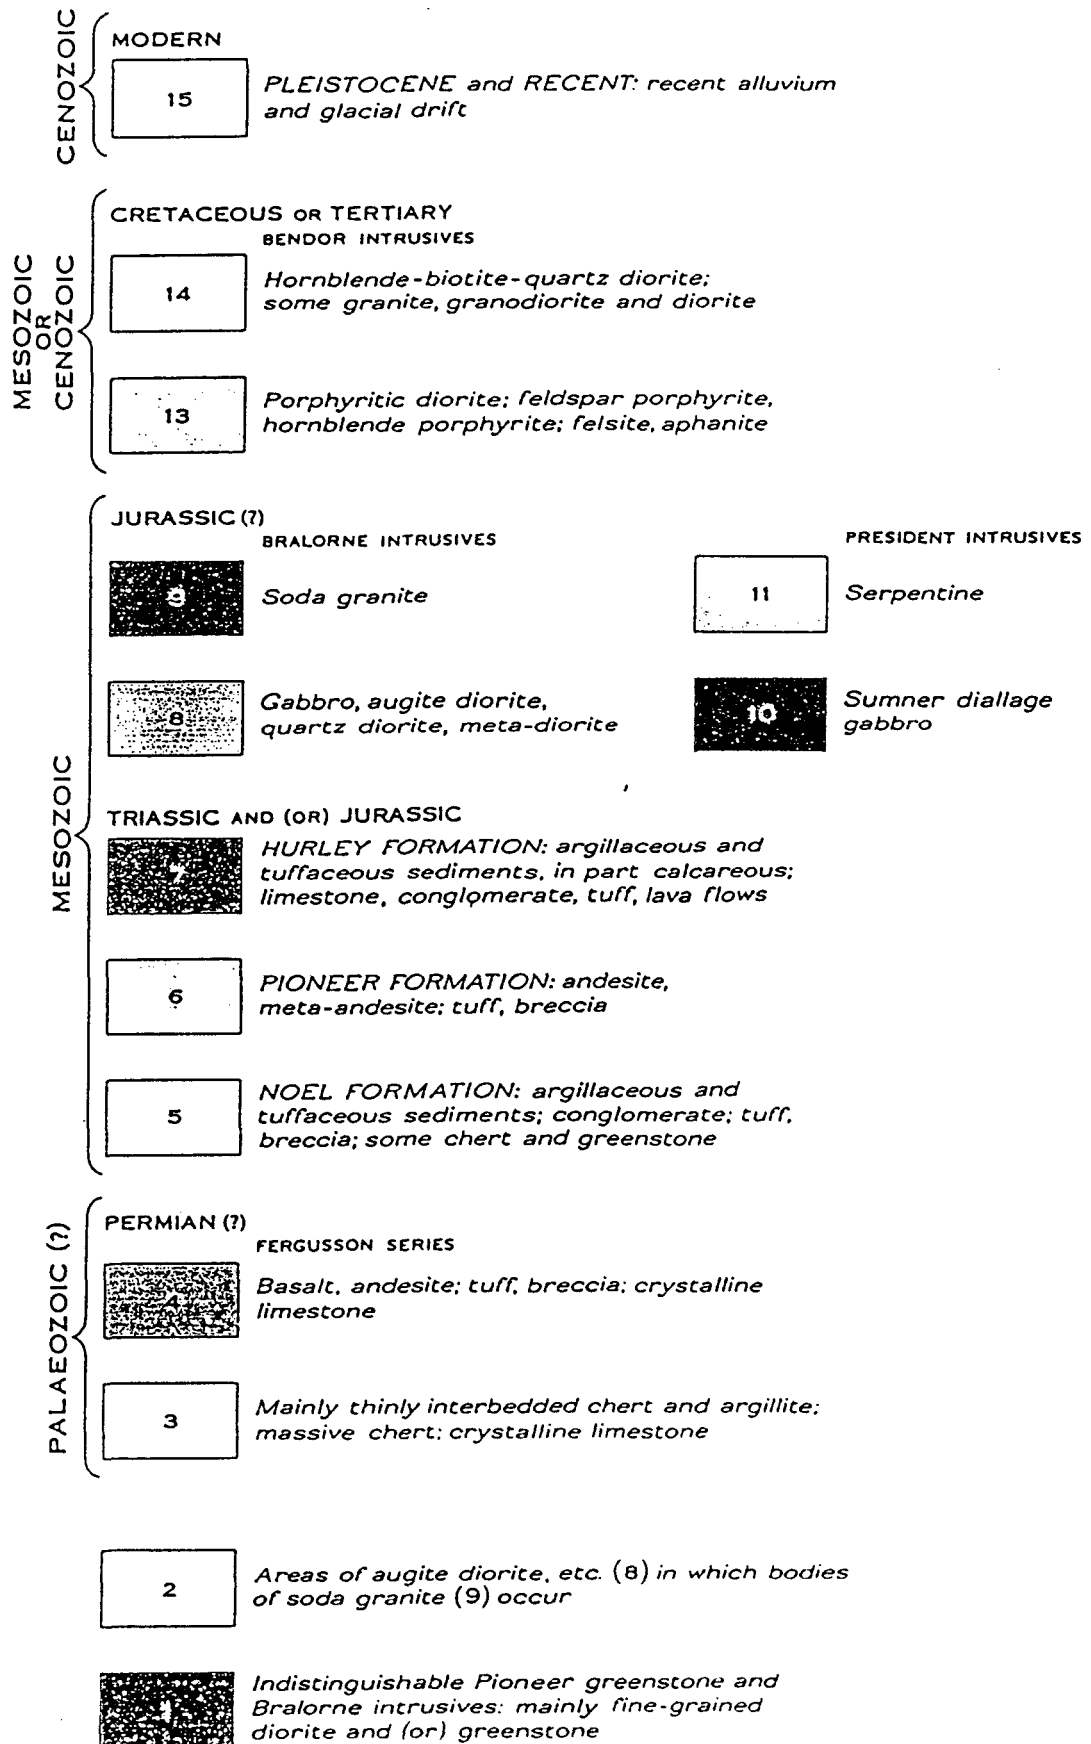 CENOZOIC
MODERN
15
PLEISTOCENE and RECENT: recent alluvium
and glacial drift
MESOZOIC
OR
CENOZOIC
CRETACEOUS OR TERTIARY
BENDOR INTRUSIVES
14
Hornblende-biotite-quartz diorite;
some granite, granodiorite and diorite
13
Porphyritic diorite; feldspar porphyrite,
hornblende porphyrite; felsite, aphanite
MESOZOIC
JURASSIC (?)
BRALORNE INTRUSIVES
9
Soda granite
8
Gabbro, augite diorite,
quartz diorite, meta-diorite
PRESIDENT INTRUSIVES
11
Serpentine
10
Sumner diallage
gabbro
TRIASSIC AND (OR) JURASSIC
7
HURLEY FORMATION: argillaceous and
tuffaceous sediments, in part calcareous;
limestone, conglomerate, tuff, lava flows
6
PIONEER FORMATION: andesite,
meta-andesite; tuff, breccia
5
NOEL FORMATION: argillaceous and
tuffaceous sediments; conglomerate; tuff,
breccia; some chert and greenstone
PALAEOZOIC (?)
PERMIAN (?)
FERGUSSON SERIES
4
Basalt, andesite; tuff, breccia; crystalline
limestone
3
Mainly thinly interbedded chert and argillite;
massive chert; crystalline limestone
2
Areas of augite diorite, etc. (8) in which bodies
of soda granite (9) occur
1
Indistinguishable Pioneer greenstone and
Bralorne intrusives: mainly fine-grained
diorite and (or) greenstone